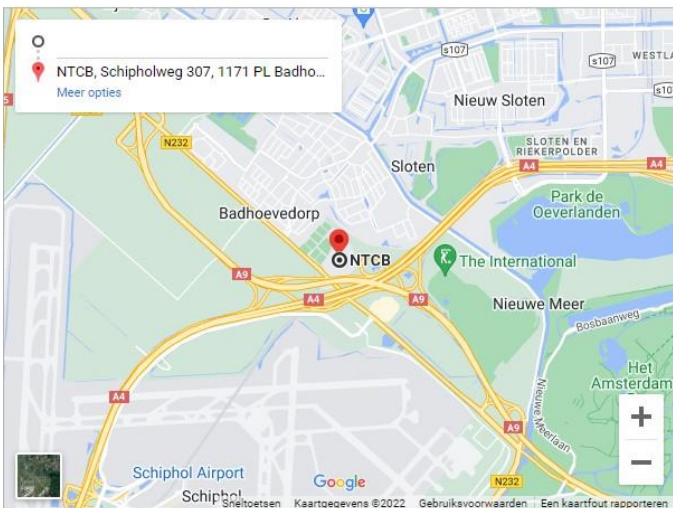 NTCB, Schipholweg 307, 1171 PL Badho...
Meer opties
s107
s107
WESTLA
s10
Nieuw Sloten
N232
SLOTEN EN
RIEKERPOLDER
A4
A4
Sloten
Park de
Oeverlanden
Badhoevedorp
NTCB
The International
A9
A4
A9
Nieuwe Meer
Bosbaanweg
Het
Amsterdam
A4
Nieuwe Meerlaan
A9
Schiphol Airport
Google
N232
Schiphol
Sneltoetsen Kaartgegevens ©2022 Gebruiksvoorwaarden Een kaartfout rapporteren